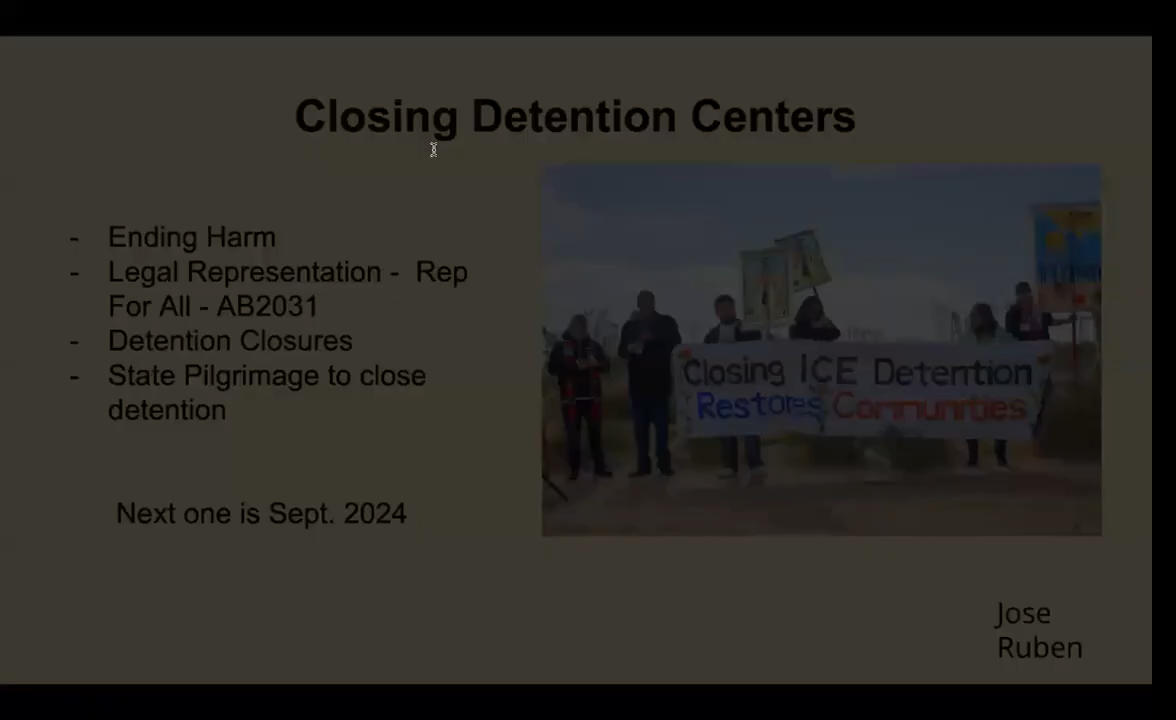 Closing Detention Centers
- Ending Harm
- Legal Representation - Rep
For All - AB2031
- Detention Closures
- State Pilgrimage to close
detention
Next one is Sept. 2024
Closing ICE Detention
Restores Communities
Jose
Ruben